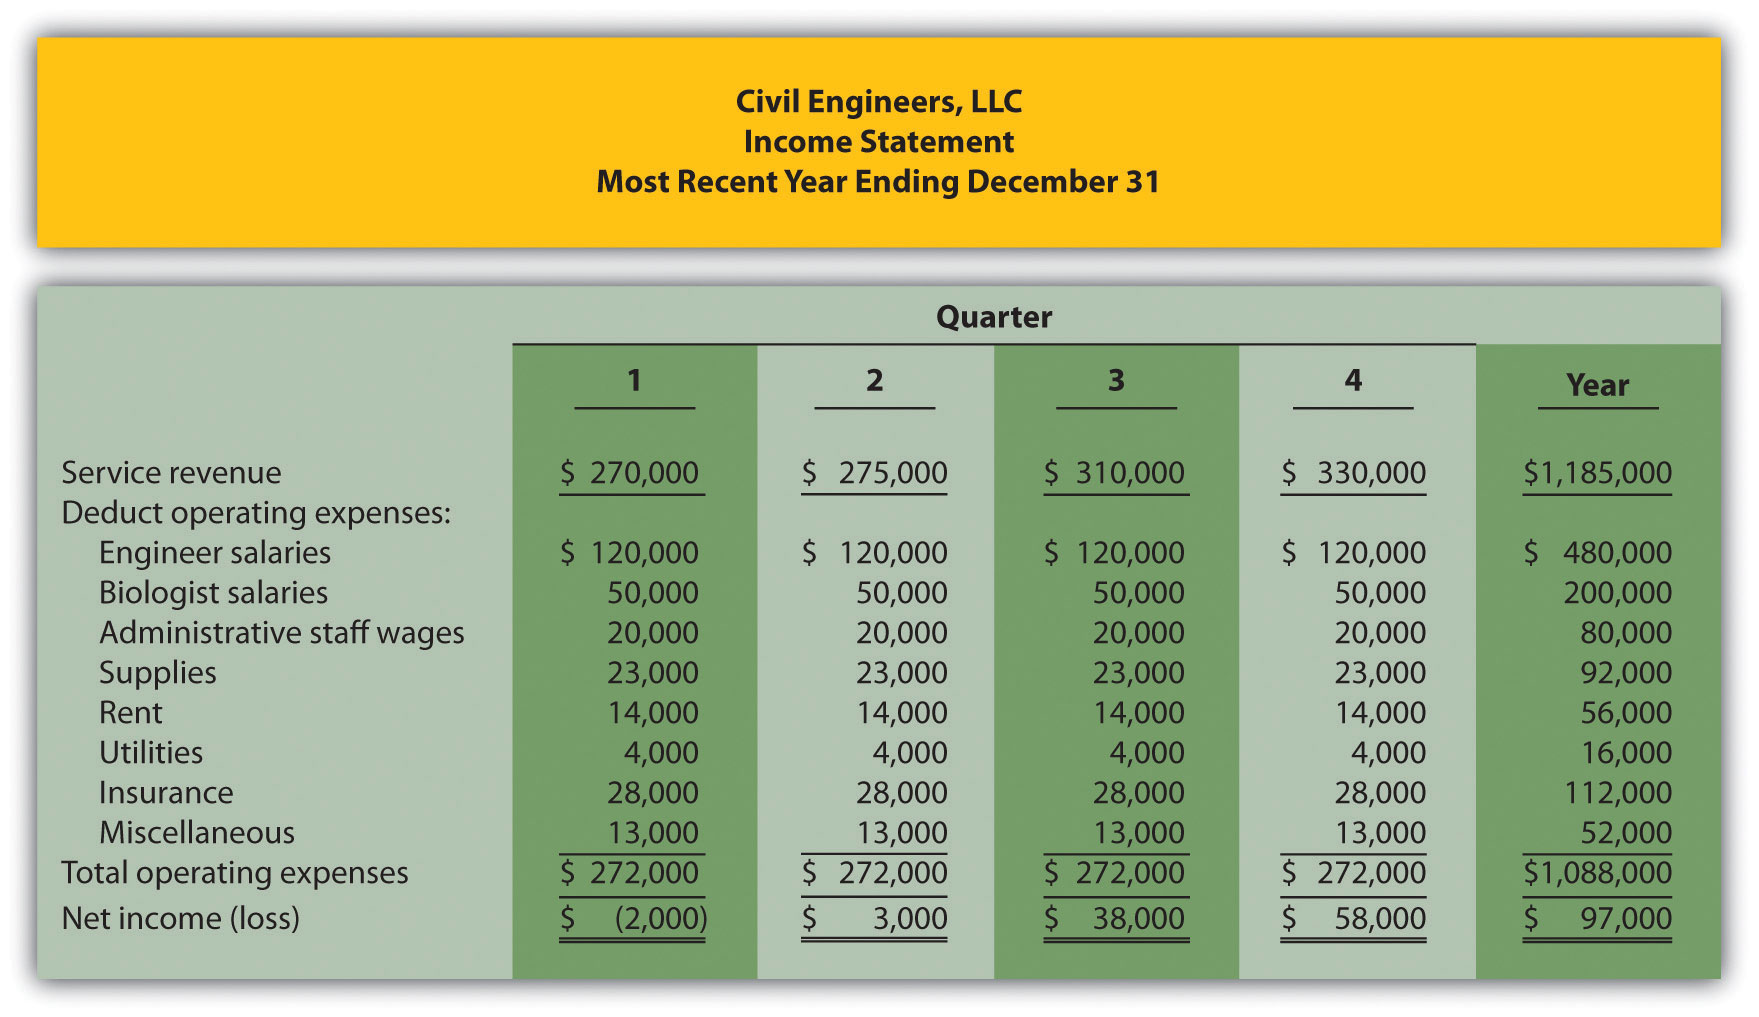 Civil Engineers, LLC
Income Statement
Most Recent Year Ending December 31
Quarter
1 2 3 4 Year
Service revenue $ 270,000 $ 275,000 $ 310,000 $ 330,000 $1,185,000
Deduct operating expenses:
Engineer salaries $ 120,000 $ 120,000 $ 120,000 $ 120,000 $ 480,000
Biologist salaries 50,000 50,000 50,000 50,000 200,000
Administrative staff wages 20,000 20,000 20,000 20,000 80,000
Supplies 23,000 23,000 23,000 23,000 92,000
Rent 14,000 14,000 14,000 14,000 56,000
Utilities 4,000 4,000 4,000 4,000 16,000
Insurance 28,000 28,000 28,000 28,000 112,000
Miscellaneous 13,000 13,000 13,000 13,000 52,000
Total operating expenses $ 272,000 $ 272,000 $ 272,000 $ 272,000 $1,088,000
Net income (loss) $ (2,000) $ 3,000 $ 38,000 $ 58,000 $ 97,000